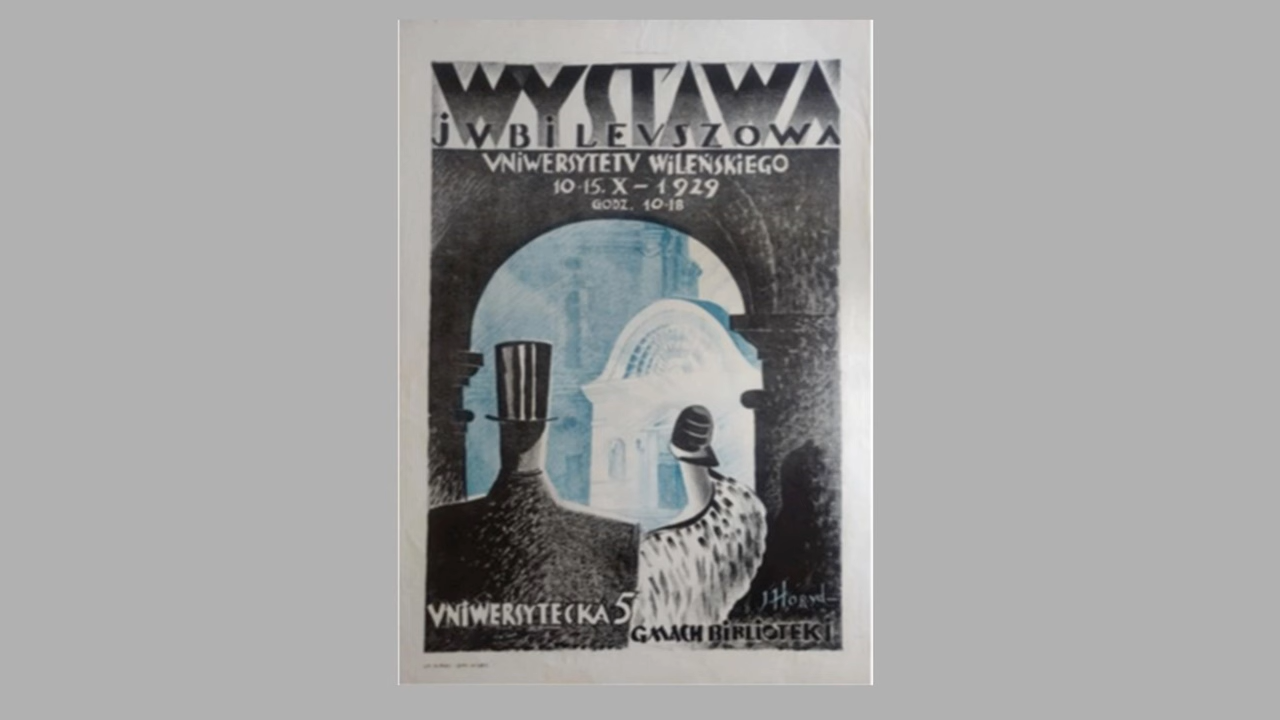 WYSTAWA
jVBiLEVSZOWA
VNiWERSYTETV WiLEŃSKiEGO
10-15. X – 1929
GODZ. 10-18
J.Horyd
VNiWERSYTECKA 5
GMACH BiBLiOTEKi